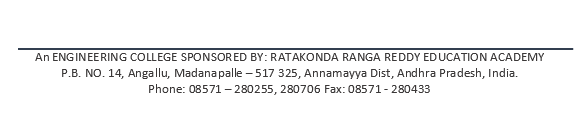 An ENGINEERING COLLEGE SPONSORED BY: RATAKONDA RANGA REDDY EDUCATION ACADEMY
P.B. NO. 14, Angallu, Madanapalle – 517 325, Annamayya Dist, Andhra Pradesh, India.
Phone: 08571 – 280255, 280706 Fax: 08571 - 280433